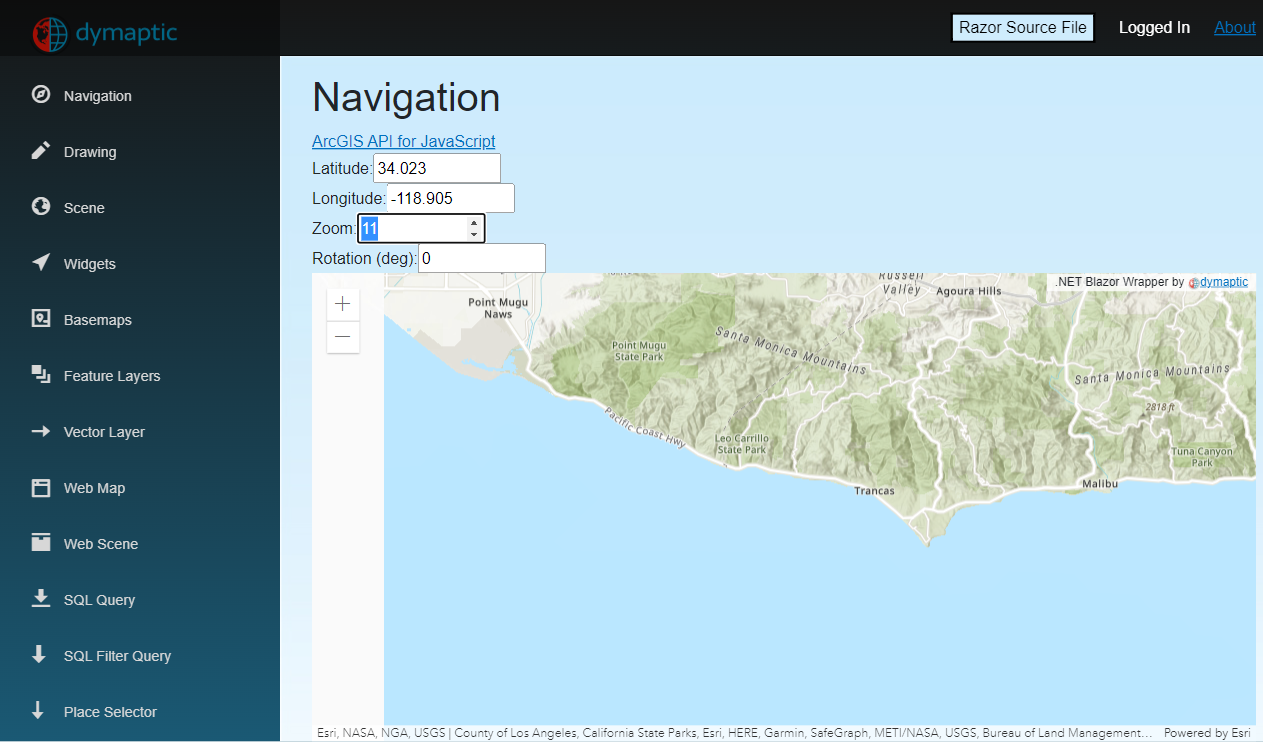 dymaptic
Razor Source File
Logged In
About
Navigation
Drawing
Scene
Widgets
Basemaps
Feature Layers
Vector Layer
Web Map
Web Scene
SQL Query
SQL Filter Query
Place Selector
Navigation
ArcGIS API for JavaScript
Latitude: 34.023
Longitude: -118.905
Zoom: 11
Rotation (deg): 0
+
−
.NET Blazor Wrapper by dymaptic
Russell
Valley
Agoura Hills
Point Mugu
Naws
Point Mugu
State Park
Santa Monica Mountains
Santa Monica Mountains
2818 ft
Pacific Coast Hwy
Leo Carrillo
State Park
Tuna Canyon
Park
Trancas
Malibu
Esri, NASA, NGA, USGS | County of Los Angeles, California State Parks, Esri, HERE, Garmin, SafeGraph, METI/NASA, USGS, Bureau of Land Management...
Powered by Esri